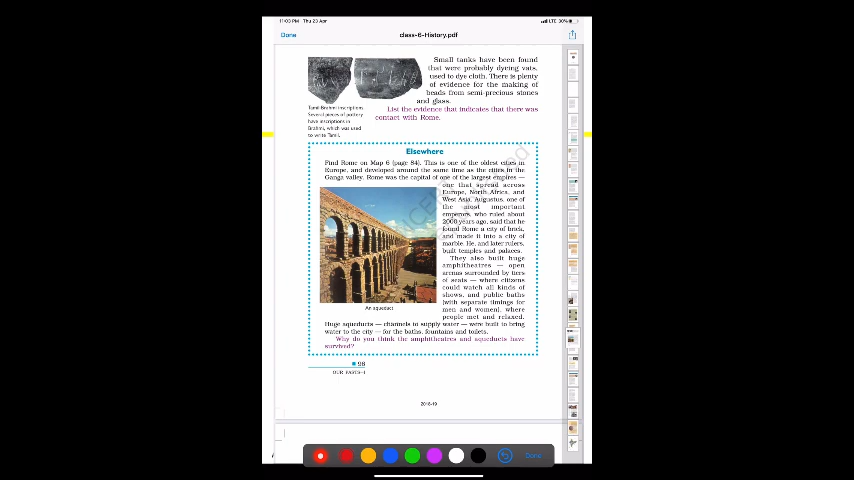 11:03 PM Thu 23 Apr
LTE 30%
Done
class-6-History.pdf
Small tanks have been found
that were probably dyeing vats,
used to dye cloth. There is plenty
of evidence for the making of
beads from semi-precious stones
and glass.
List the evidence that indicates that there was
contact with Rome.
Tamil-Brahmi inscriptions
Several pieces of pottery
have inscriptions in
Brahmi, which was used
to write Tamil.
Elsewhere
Find Rome on Map 6 (page 84). This is one of the oldest cities in
Europe, and developed around the same time as the cities in the
Ganga valley. Rome was the capital of one of the largest empires —
one that spread across
Europe, North Africa, and
West Asia. Augustus, one of
the most important
emperors, who ruled about
2000 years ago, said that he
found Rome a city of brick,
and made it into a city of
marble. He, and later rulers,
built temples and palaces.
They also built huge
amphitheatres — open
arenas surrounded by tiers
of seats — where citizens
could watch all kinds of
shows, and public baths
(with separate timings for
men and women), where
people met and relaxed.
An aqueduct
Huge aqueducts — channels to supply water — were built to bring
water to the city — for the baths, fountains and toilets.
Why do you think the amphitheatres and aqueducts have
survived?
98
OUR PASTS–I
2018-19
Done